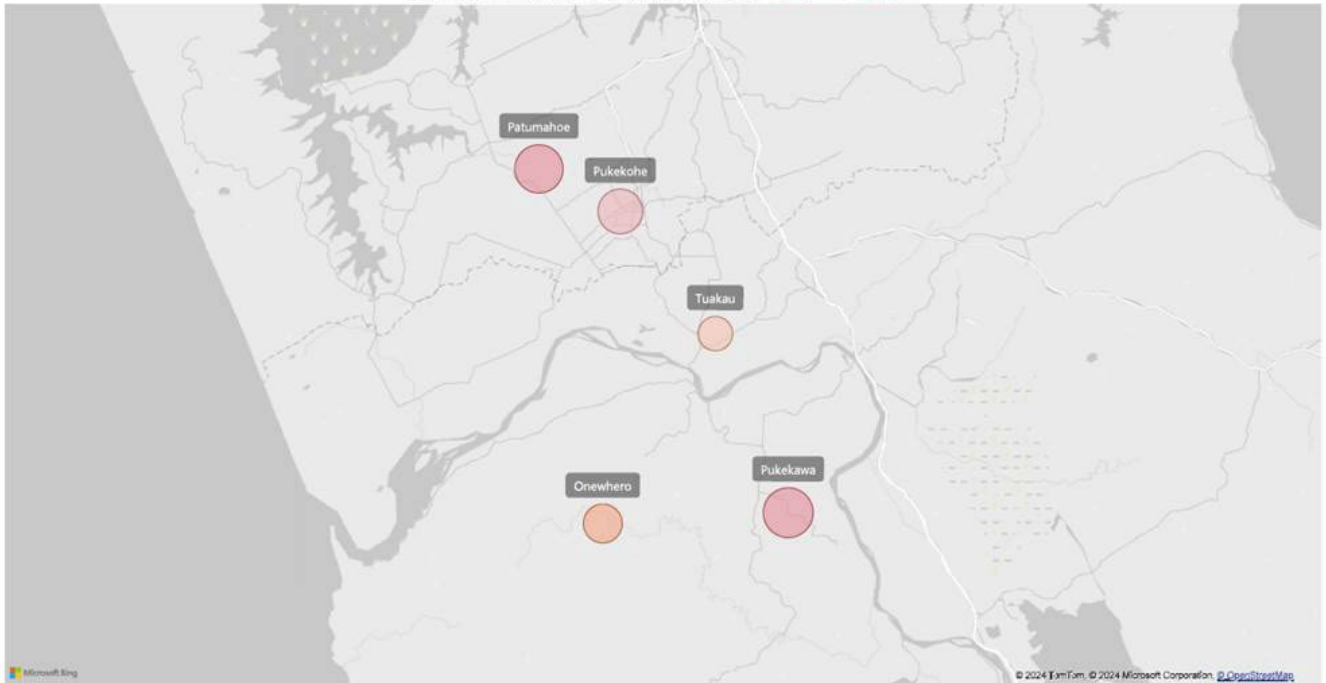 Patumahoe
Pukekohe
Tuakau
Pukekawa
Onewhero
Microsoft Bing
© 2024 TomTom, © 2024 Microsoft Corporation, © OpenStreetMap